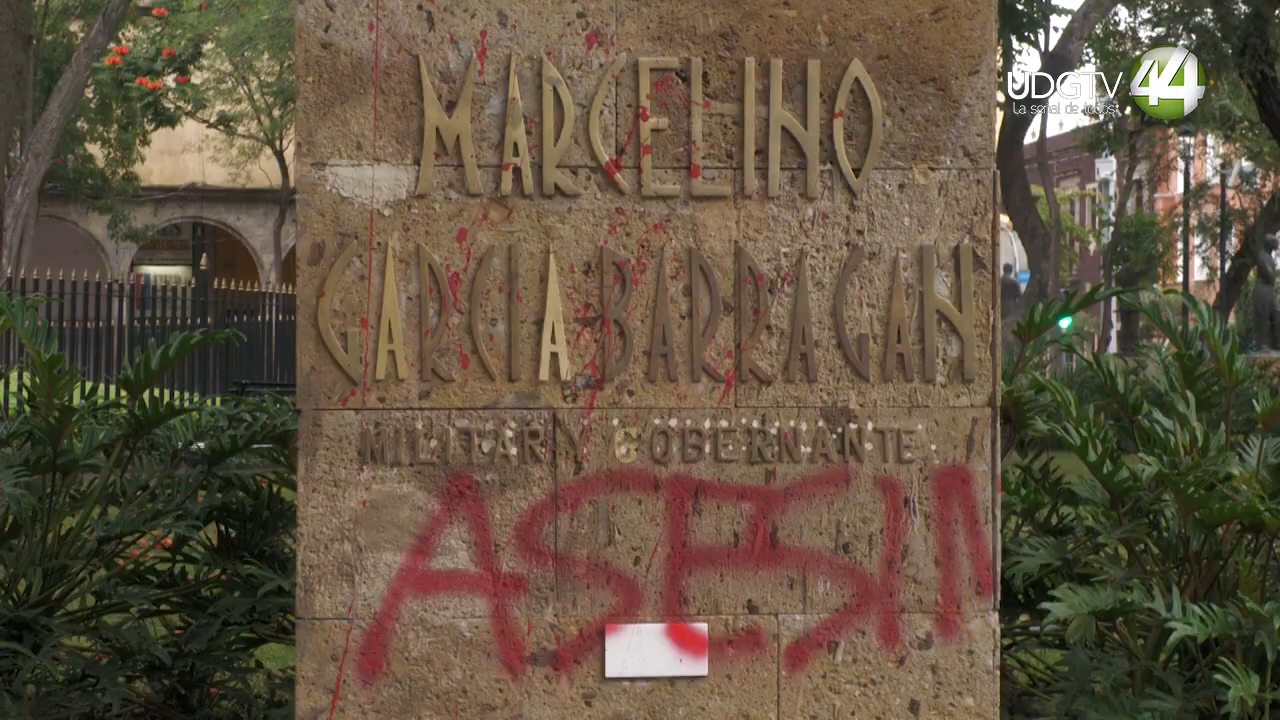 UDGTV 44
La señal de todos
MARCELINO
GARCIA BARRAGAN
MILITAR Y GOBERNANTE
ASESIN